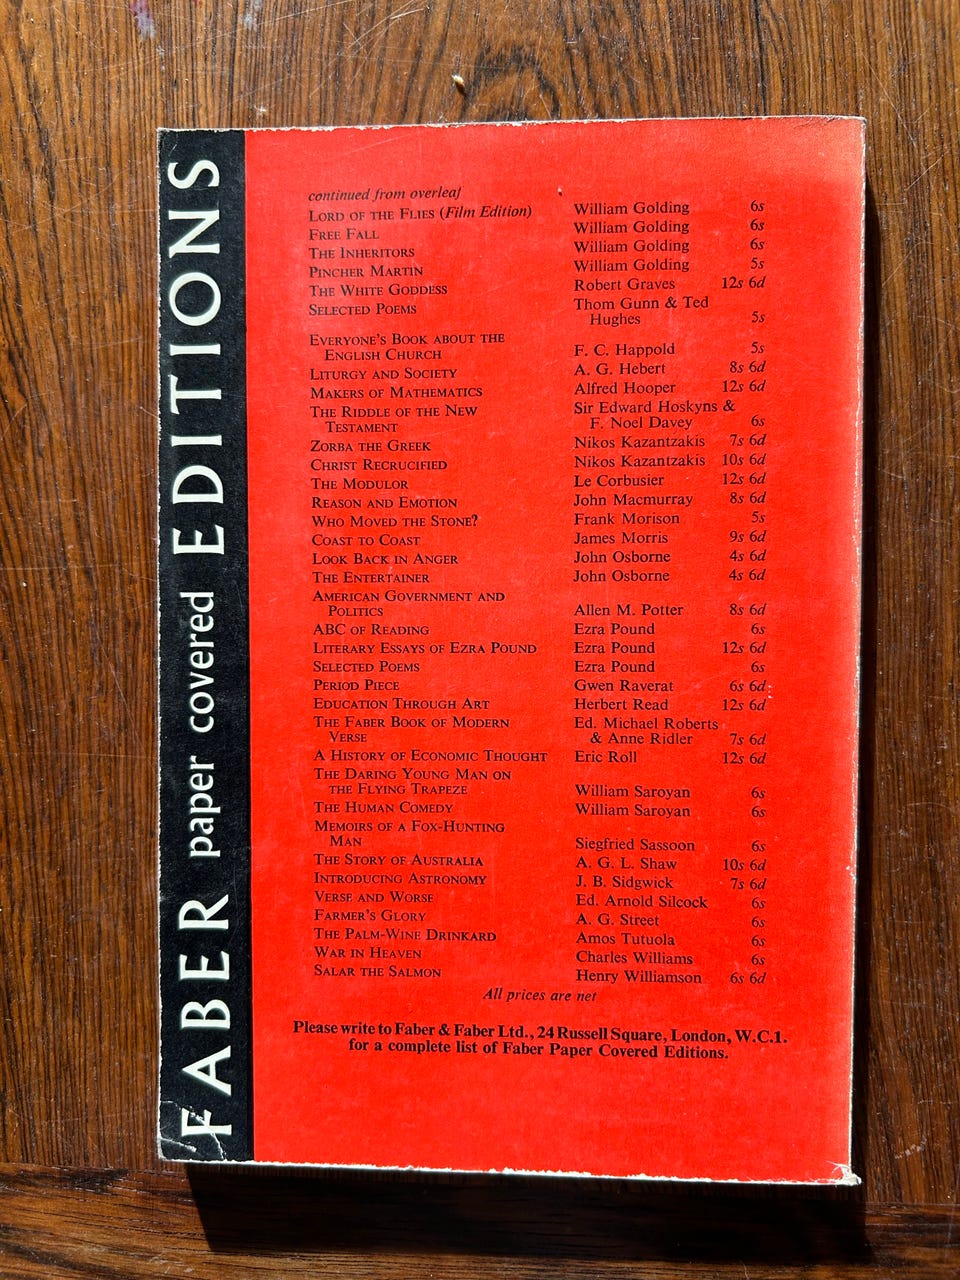 FABER paper covered EDITIONS
continued from overleaf
LORD OF THE FLIES (Film Edition) William Golding 6s
FREE FALL William Golding 6s
THE INHERITORS William Golding 6s
PINCHER MARTIN William Golding 5s
THE WHITE GODDESS Robert Graves 12s 6d
SELECTED POEMS Thom Gunn & Ted
Hughes 5s
EVERYONE'S BOOK ABOUT THE
ENGLISH CHURCH F. C. Happold 5s
LITURGY AND SOCIETY A. G. Hebert 8s 6d
MAKERS OF MATHEMATICS Alfred Hooper 12s 6d
THE RIDDLE OF THE NEW Sir Edward Hoskyns &
TESTAMENT F. Noel Davey 6s
ZORBA THE GREEK Nikos Kazantzakis 7s 6d
CHRIST RECRUCIFIED Nikos Kazantzakis 10s 6d
THE MODULOR Le Corbusier 12s 6d
REASON AND EMOTION John Macmurray 8s 6d
WHO MOVED THE STONE? Frank Morison 5s
COAST TO COAST James Morris 9s 6d
LOOK BACK IN ANGER John Osborne 4s 6d
THE ENTERTAINER John Osborne 4s 6d
AMERICAN GOVERNMENT AND
POLITICS Allen M. Potter 8s 6d
ABC OF READING Ezra Pound 6s
LITERARY ESSAYS OF EZRA POUND Ezra Pound 12s 6d
SELECTED POEMS Ezra Pound 6s
PERIOD PIECE Gwen Raverat 6s 6d
EDUCATION THROUGH ART Herbert Read 12s 6d
THE FABER BOOK OF MODERN Ed. Michael Roberts
VERSE & Anne Ridler 7s 6d
A HISTORY OF ECONOMIC THOUGHT Eric Roll 12s 6d
THE DARING YOUNG MAN ON
THE FLYING TRAPEZE William Saroyan 6s
THE HUMAN COMEDY William Saroyan 6s
MEMOIRS OF A FOX-HUNTING
MAN Siegfried Sassoon 6s
THE STORY OF AUSTRALIA A. G. L. Shaw 10s 6d
INTRODUCING ASTRONOMY J. B. Sidgwick 7s 6d
VERSE AND WORSE Ed. Arnold Silcock 6s
FARMER'S GLORY A. G. Street 6s
THE PALM-WINE DRINKARD Amos Tutuola 6s
WAR IN HEAVEN Charles Williams 6s
SALAR THE SALMON Henry Williamson 6s 6d
All prices are net
Please write to Faber & Faber Ltd., 24 Russell Square, London, W.C.1.
for a complete list of Faber Paper Covered Editions.